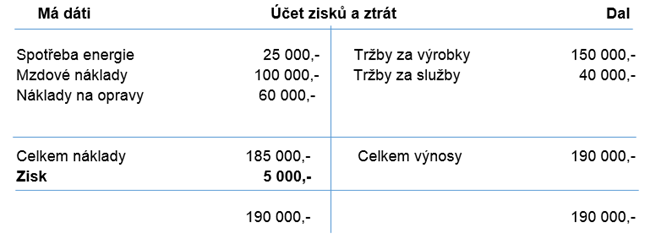 Má dáti Účet zisků a ztrát Dal
Spotřeba energie 25 000,- Tržby za výrobky 150 000,-
Mzdové náklady 100 000,- Tržby za služby 40 000,-
Náklady na opravy 60 000,-
Celkem náklady 185 000,- Celkem výnosy 190 000,-
Zisk 5 000,-
190 000,- 190 000,-